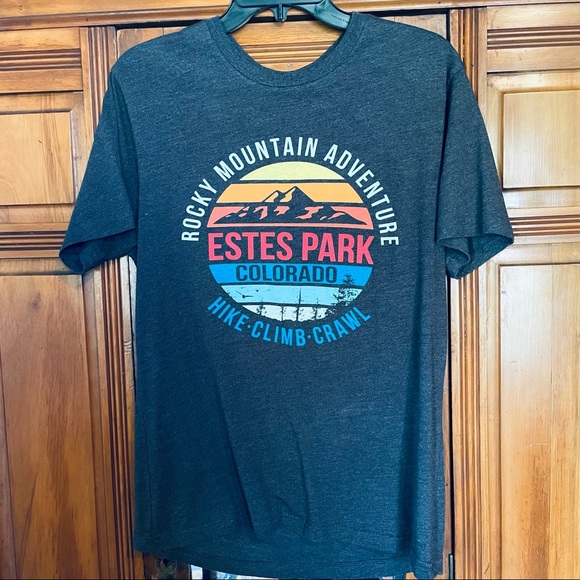 ROCKY MOUNTAIN ADVENTURE
ESTES PARK
COLORADO
HIKE·CLIMB·CRAWL